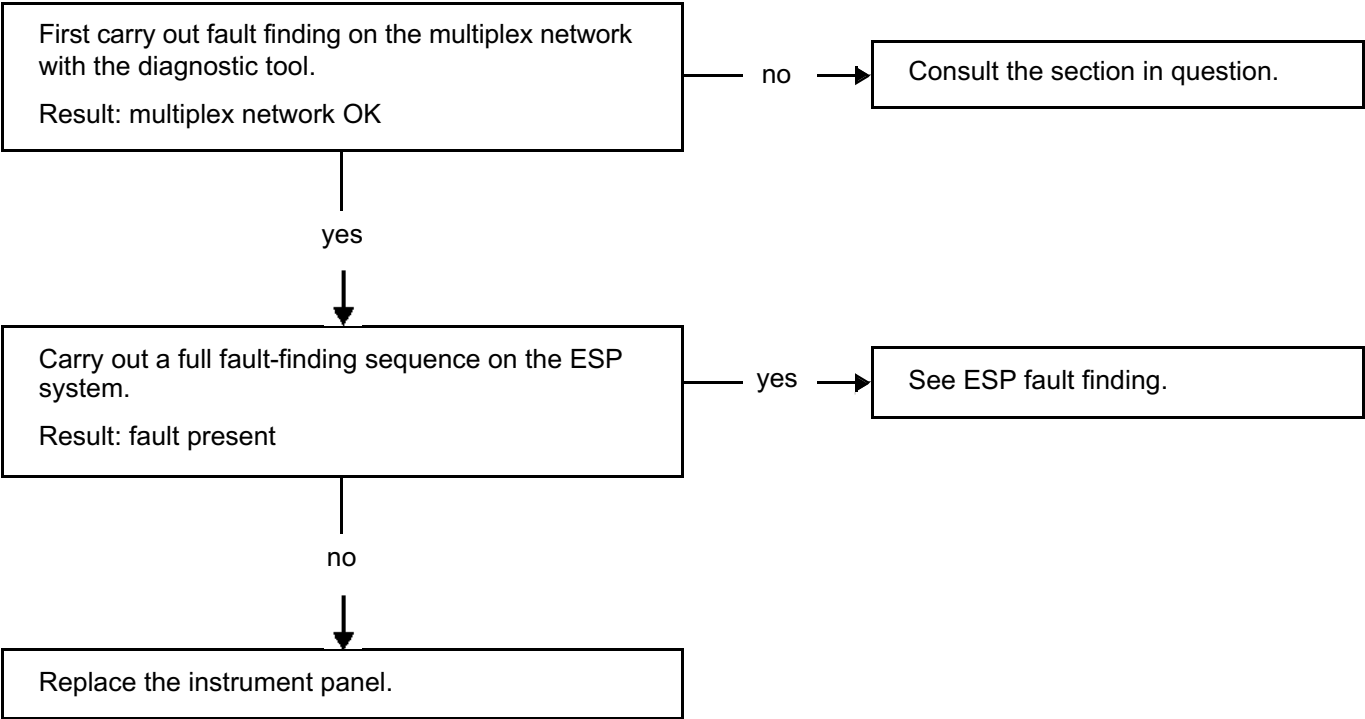 First carry out fault finding on the multiplex network
with the diagnostic tool.
Result: multiplex network OK
no
Consult the section in question.
yes
Carry out a full fault-finding sequence on the ESP
system.
Result: fault present
yes
See ESP fault finding.
no
Replace the instrument panel.